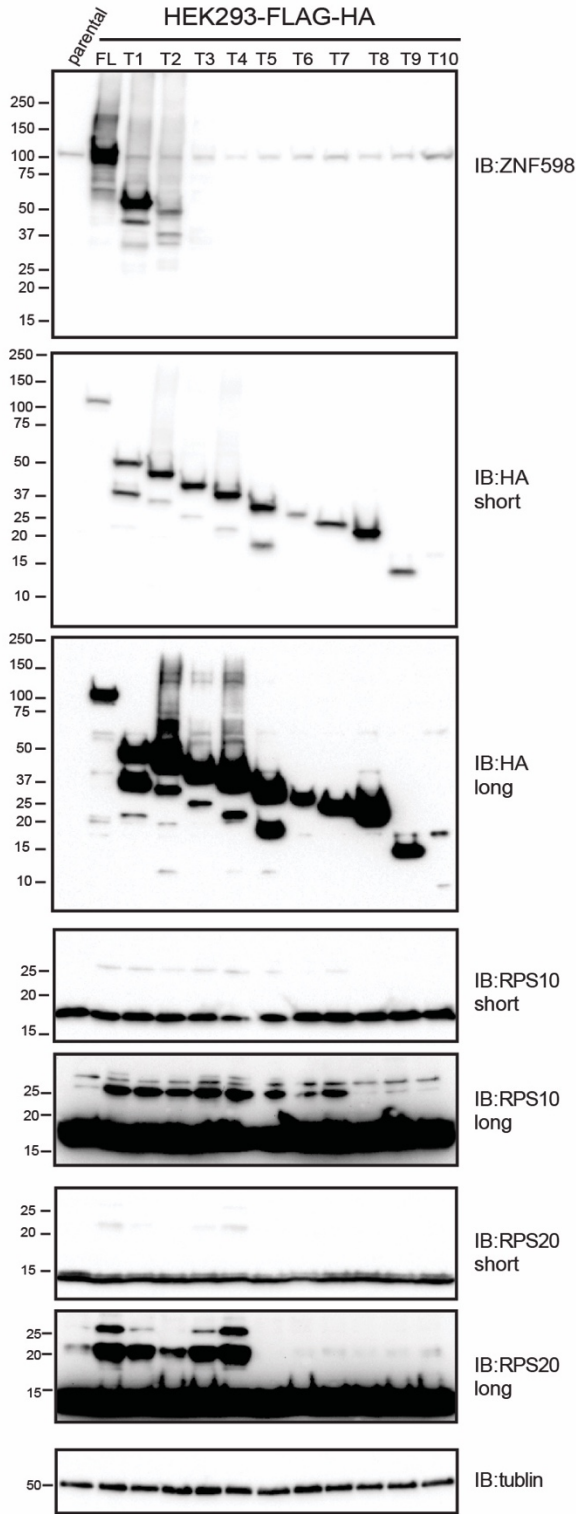 HEK293-FLAG-HA
parental FL T1 T2 T3 T4 T5 T6 T7 T8 T9 T10
250
150
100
75
50
37
25
20
15
IB:ZNF598
250
150
100
75
50
37
25
20
15
10
IB:HA
short
250
150
100
75
50
37
25
20
15
10
IB:HA
long
25
20
15
IB:RPS10
short
25
20
15
IB:RPS10
long
25
20
15
IB:RPS20
short
25
20
15
IB:RPS20
long
50
IB:tublin